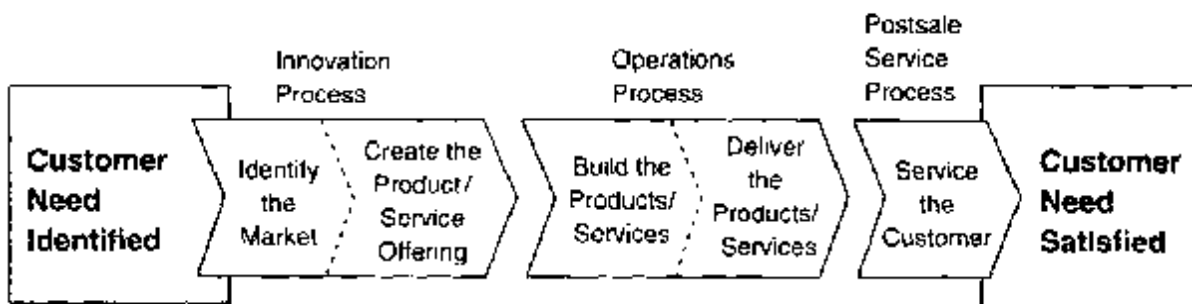 Innovation
Process
Operations
Process
Postsale
Service
Process
Customer
Need
Identified
Identify
the
Market
Create the
Product/
Service
Offering
Build the
Products/
Services
Deliver
the
Products/
Services
Service
the
Customer
Customer
Need
Satisfied